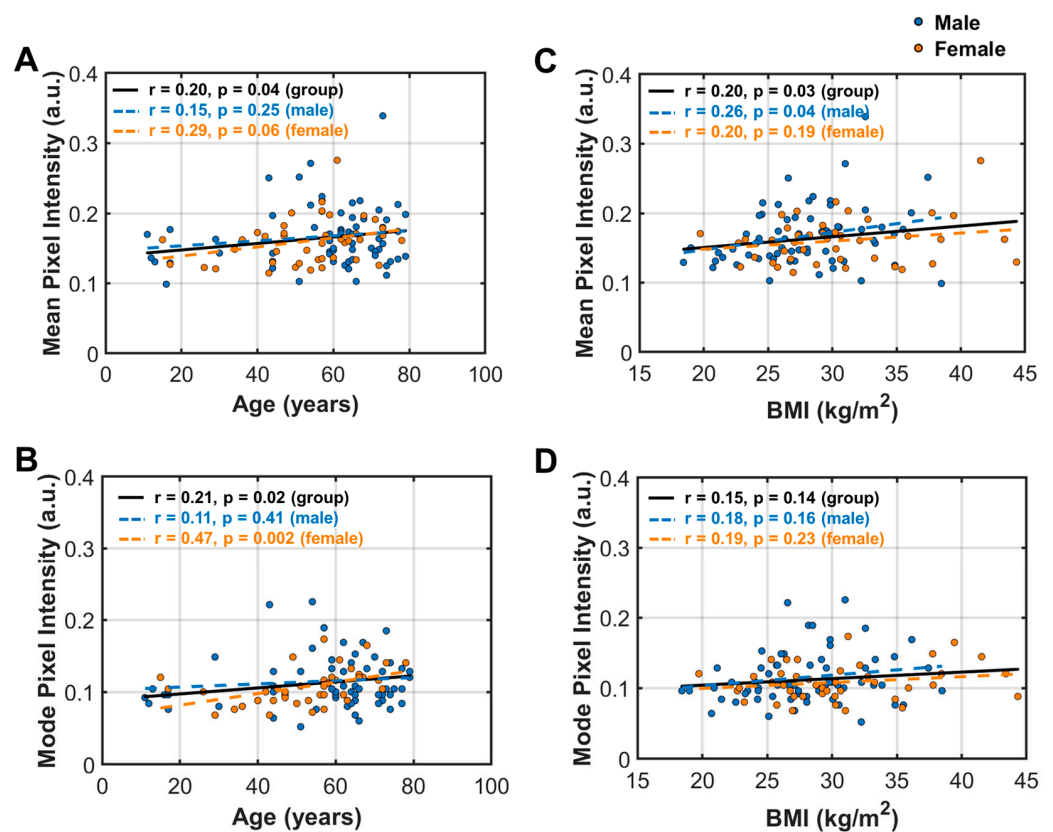 Male
Female
A
Mean Pixel Intensity (a.u.)
0.4
0.3
0.2
0.1
0
r = 0.20, p = 0.04 (group)
r = 0.15, p = 0.25 (male)
r = 0.29, p = 0.06 (female)
0 20 40 60 80 100
Age (years)
C
Mean Pixel Intensity (a.u.)
0.4
0.3
0.2
0.1
0
r = 0.20, p = 0.03 (group)
r = 0.26, p = 0.04 (male)
r = 0.20, p = 0.19 (female)
15 20 25 30 35 40 45
BMI (kg/m²)
B
Mode Pixel Intensity (a.u.)
0.4
0.3
0.2
0.1
0
r = 0.21, p = 0.02 (group)
r = 0.11, p = 0.41 (male)
r = 0.47, p = 0.002 (female)
0 20 40 60 80 100
Age (years)
D
Mode Pixel Intensity (a.u.)
0.4
0.3
0.2
0.1
0
r = 0.15, p = 0.14 (group)
r = 0.18, p = 0.16 (male)
r = 0.19, p = 0.23 (female)
15 20 25 30 35 40 45
BMI (kg/m²)